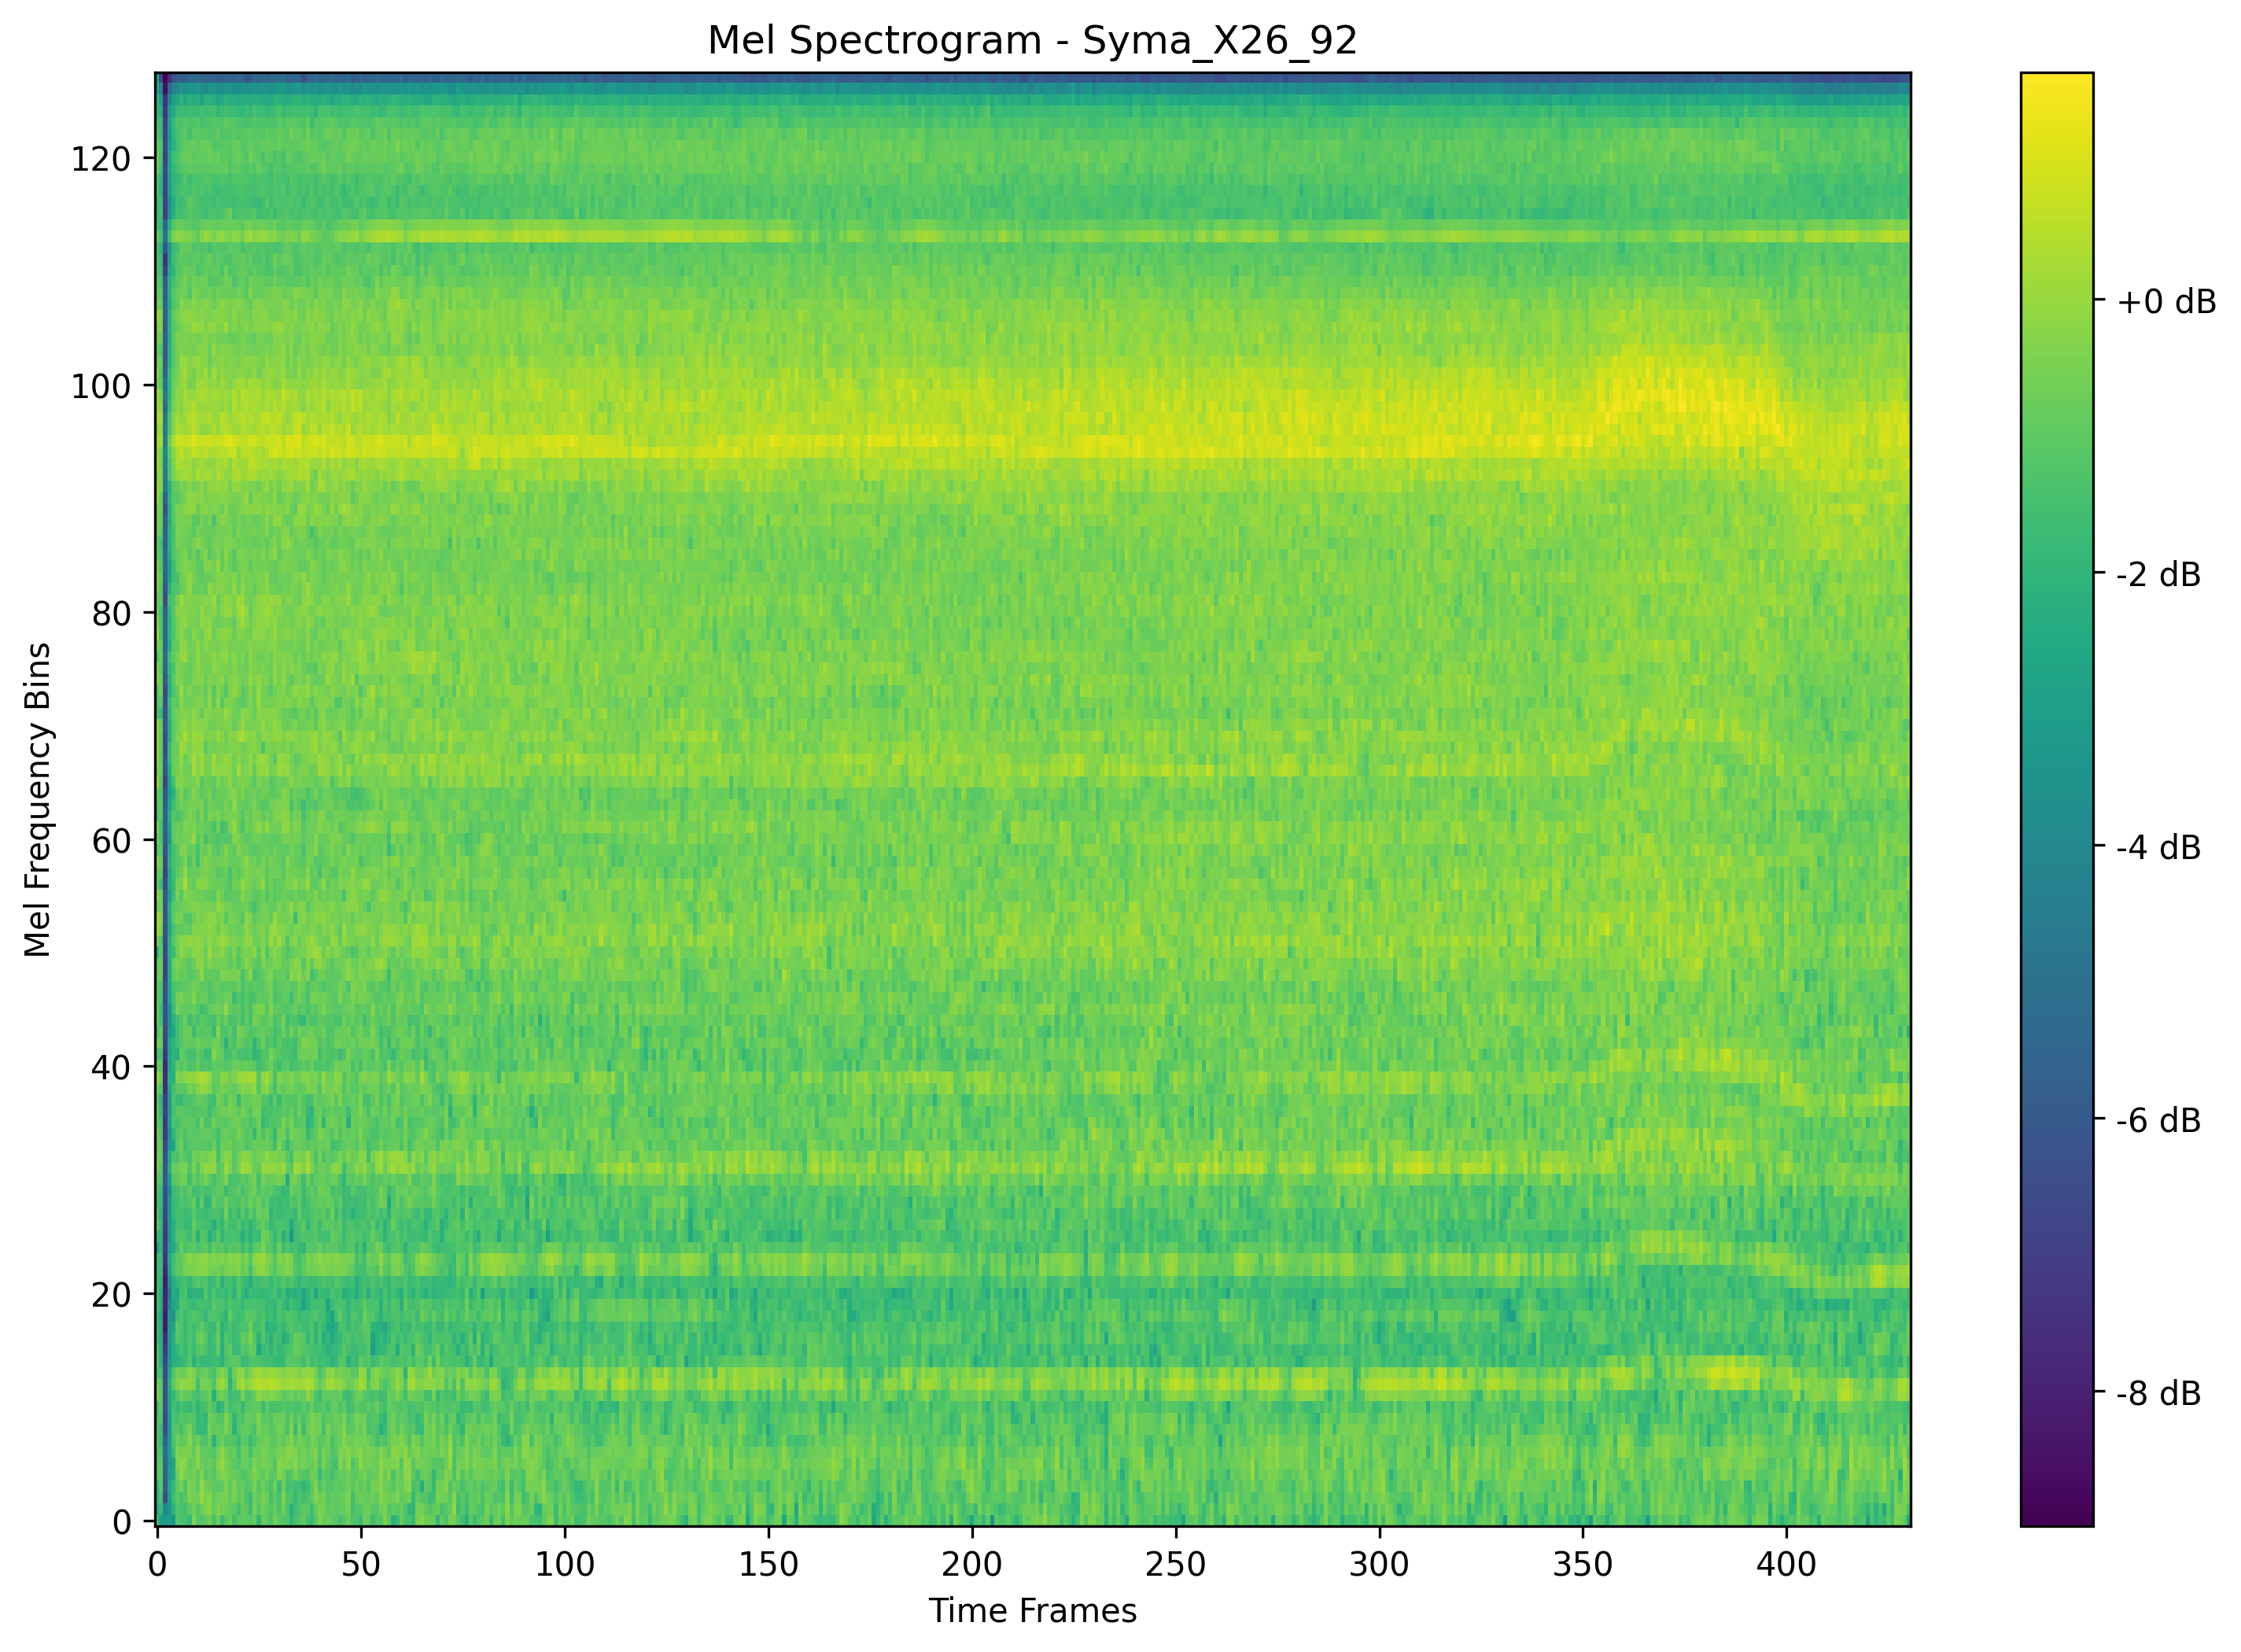 Mel Spectrogram - Syma_X26_92
Mel Frequency Bins
120
100
80
60
40
20
0
0 50 100 150 200 250 300 350 400
Time Frames
+0 dB
-2 dB
-4 dB
-6 dB
-8 dB